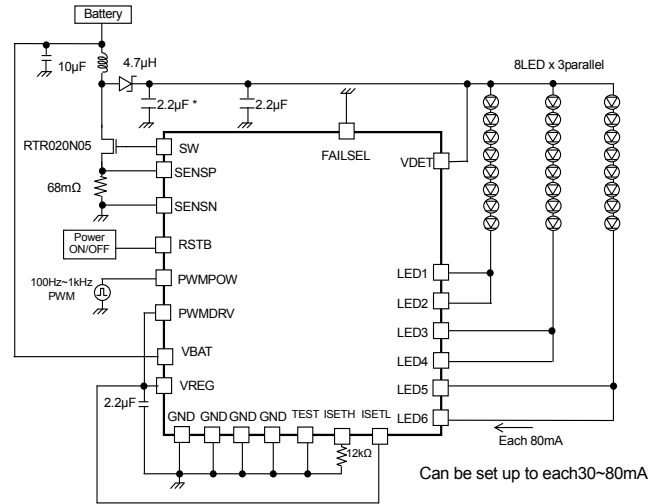 Battery
10μF
4.7μH
8LED x 3parallel
2.2μF *
2.2μF
RTR020N05
SW
FAILSEL
VDET
SENSP
68mΩ
SENSN
Power
ON/OFF
RSTB
100Hz~1kHz
PWM
PWMPOW
LED1
PWMDRV
LED2
LED3
VBAT
LED4
VREG
LED5
2.2μF
GND
GND
GND
GND
TEST
ISETH
ISETL
LED6
Each 80mA
12kΩ
Can be set up to each30~80mA